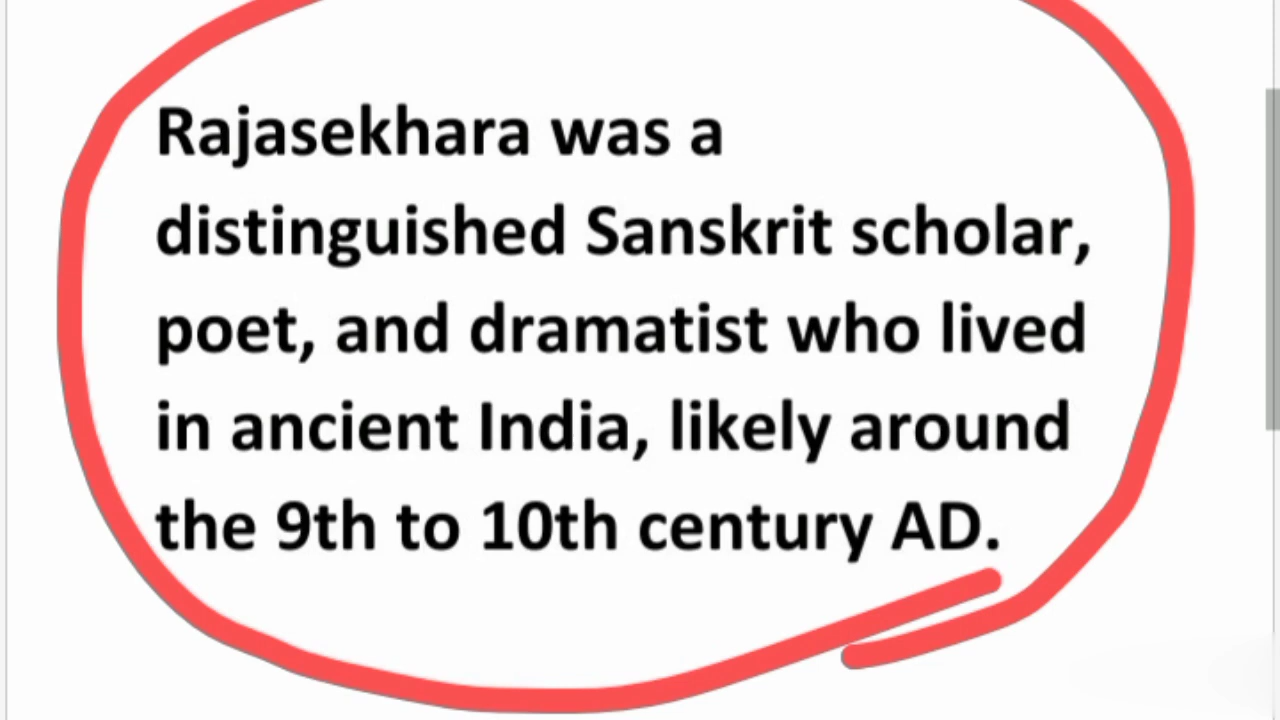 Rajasekhara was a
distinguished Sanskrit scholar,
poet, and dramatist who lived
in ancient India, likely around
the 9th to 10th century AD.